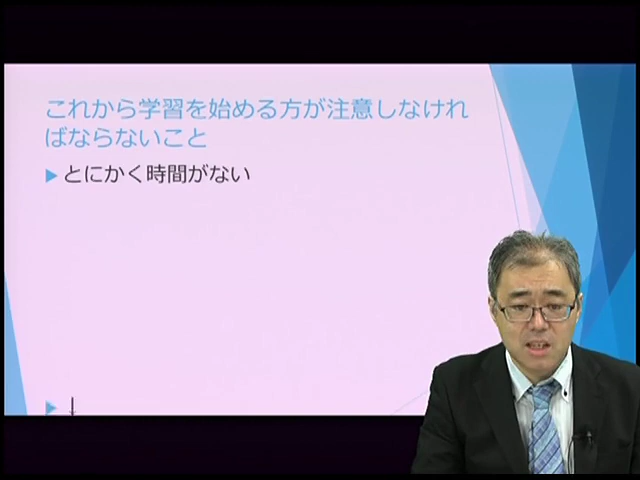 これから学習を始める方が注意しなけれ
ばならないこと
とにかく時間がない